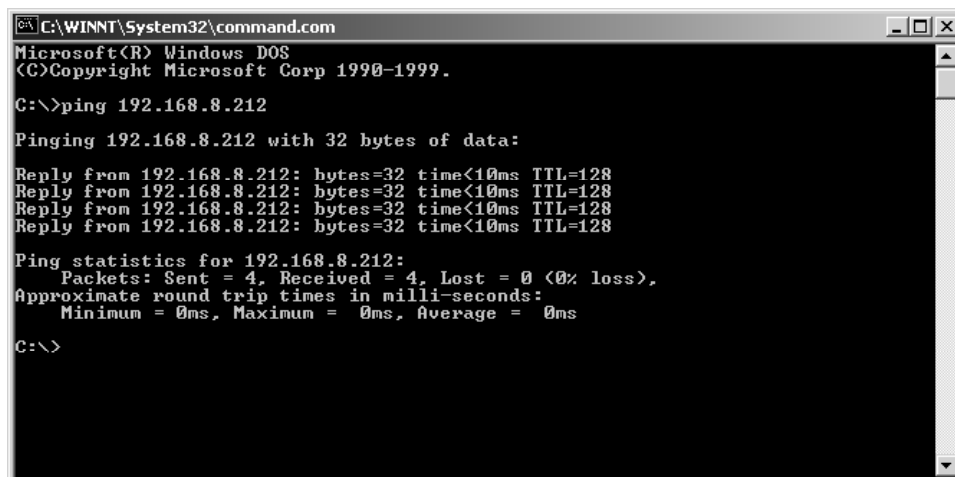 C:\WINNT\System32\command.com
Microsoft(R) Windows DOS
(C)Copyright Microsoft Corp 1990-1999.
C:\>ping 192.168.8.212
Pinging 192.168.8.212 with 32 bytes of data:
Reply from 192.168.8.212: bytes=32 time<10ms TTL=128
Reply from 192.168.8.212: bytes=32 time<10ms TTL=128
Reply from 192.168.8.212: bytes=32 time<10ms TTL=128
Reply from 192.168.8.212: bytes=32 time<10ms TTL=128
Ping statistics for 192.168.8.212:
    Packets: Sent = 4, Received = 4, Lost = 0 (0% loss),
Approximate round trip times in milli-seconds:
    Minimum = 0ms, Maximum =  0ms, Average =  0ms
C:\>